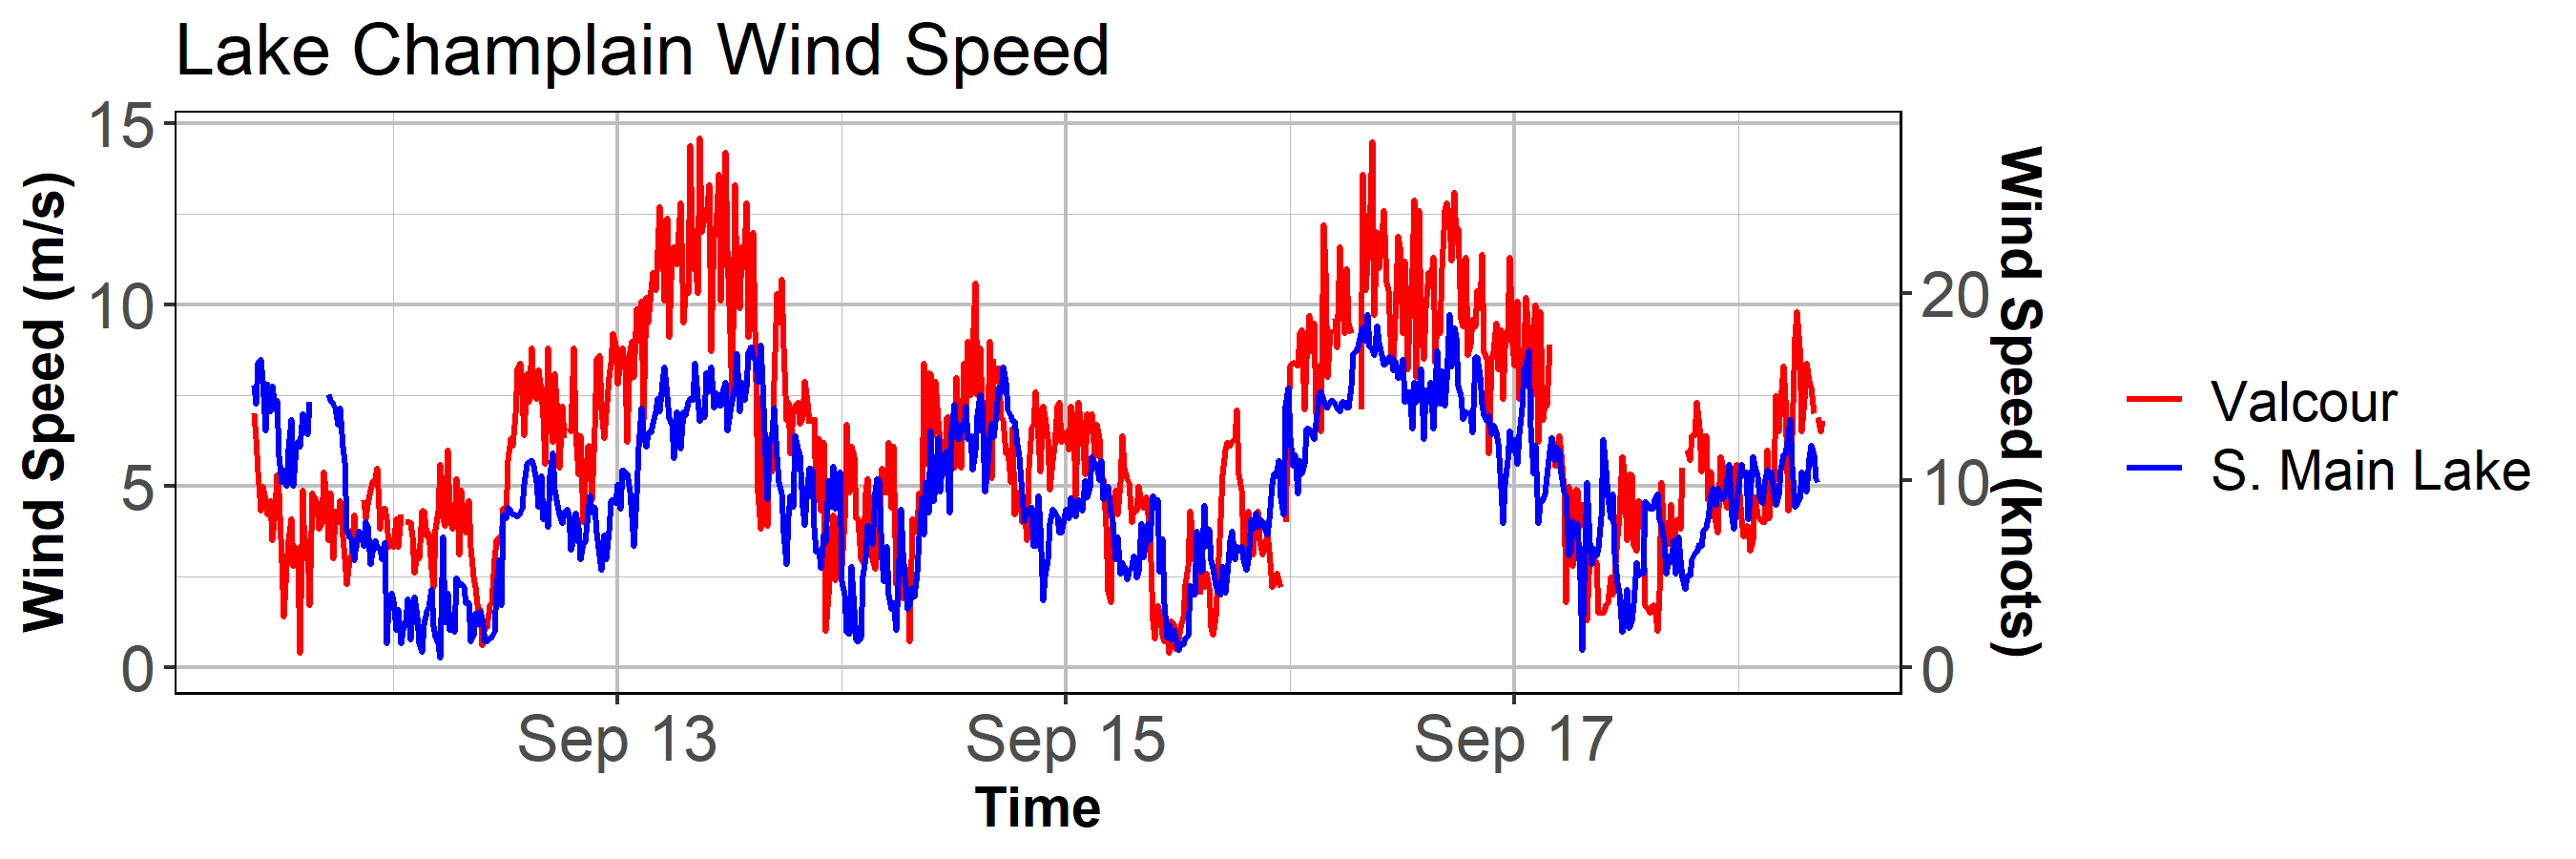 Lake Champlain Wind Speed
Wind Speed (m/s)
15
10
5
0
Sep 13
Sep 15
Sep 17
Time
20
10
0
Wind Speed (knots)
Valcour
S. Main Lake